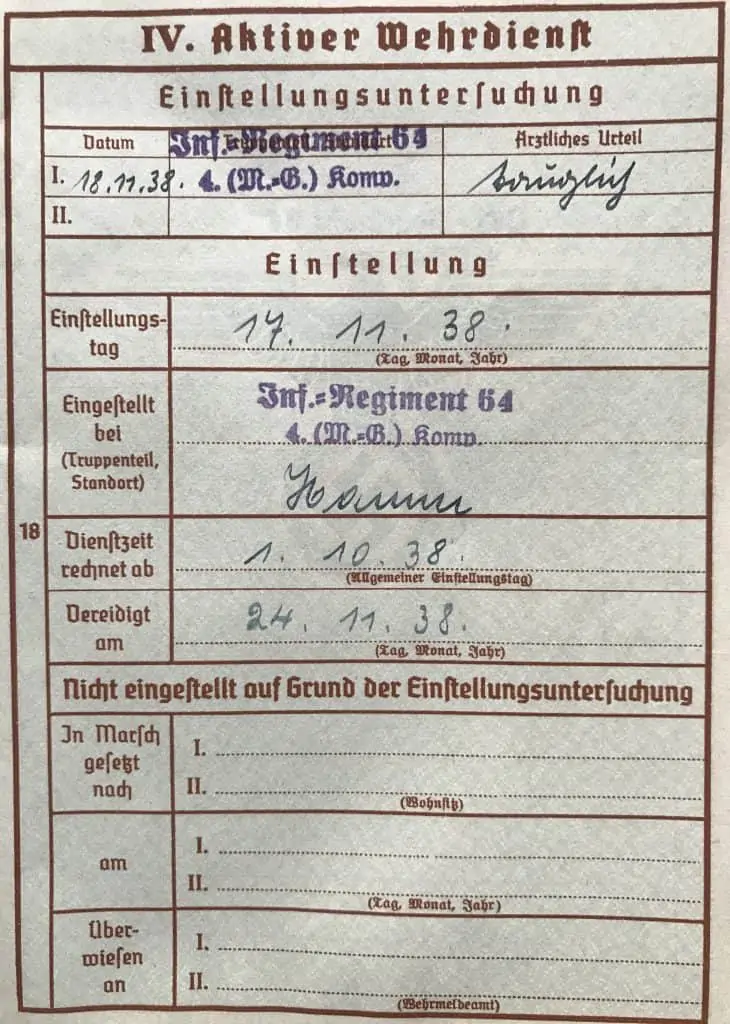 IV. Aktiver Wehrdienst
Einstellungsuntersuchung
Datum
Inf.=Regiment 64
Ärztliches Urteil
I. 18.11.38. 4. (M.=G.) Komp. tauglich
II.
Einstellung
Einstellungs-
tag
17. 11. 38.
(Tag, Monat, Jahr)
Eingestellt
bei
(Truppenteil,
Standort)
Inf.=Regiment 64
4. (M.=G.) Komp.
Hamm
18
Dienstzeit
rechnet ab
1. 10. 38.
(Allgemeiner Einstellungstag)
Vereidigt
am
24. 11. 38.
(Tag, Monat, Jahr)
Nicht eingestellt auf Grund der Einstellungsuntersuchung
In Marsch
gesetzt
nach
I.
II.
(Wohnsitz)
am
I.
II.
(Tag, Monat, Jahr)
Über-
wiesen
an
I.
II.
(Wehrmeldeamt)